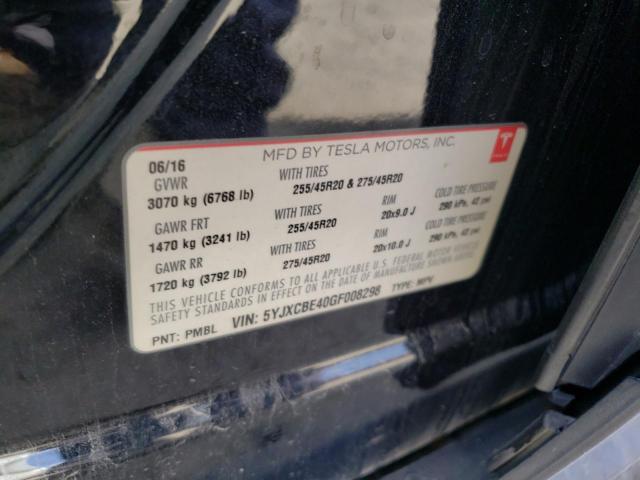 MFD BY TESLA MOTORS, INC.
06/16
GVWR WITH TIRES
3070 kg (6768 lb) 255/45R20 & 275/45R20
GAWR FRT WITH TIRES RIM COLD TIRE PRESSURE
1470 kg (3241 lb) 255/45R20 20x9.0 J 290 kPa, 42 psi
GAWR RR WITH TIRES RIM COLD TIRE PRESSURE
1720 kg (3792 lb) 275/45R20 20x10.0 J 290 kPa, 42 psi
THIS VEHICLE CONFORMS TO ALL APPLICABLE U.S. FEDERAL MOTOR VEHICLE
SAFETY STANDARDS IN EFFECT ON THE DATE OF MANUFACTURE SHOWN ABOVE.
PNT: PMBL VIN: 5YJXCBE40GF008298 TYPE: MPV